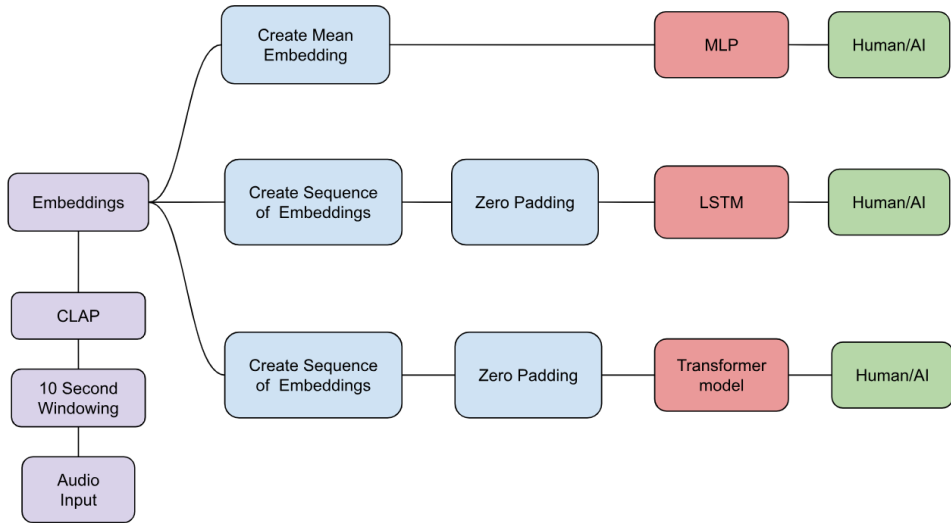 Create Mean
Embedding
MLP
Human/AI
Embeddings
Create Sequence
of Embeddings
Zero Padding
LSTM
Human/AI
CLAP
10 Second
Windowing
Audio
Input
Create Sequence
of Embeddings
Zero Padding
Transformer
model
Human/AI